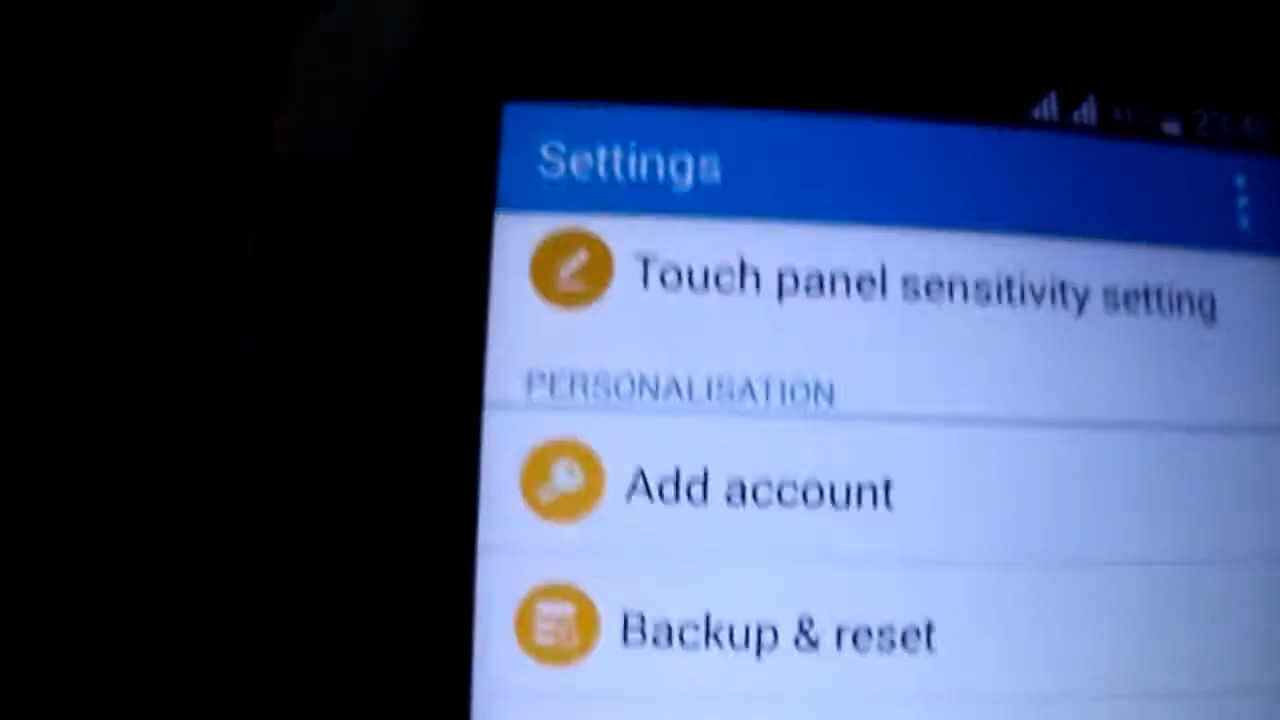 Settings
Touch panel sensitivity setting
PERSONALISATION
Add account
Backup & reset